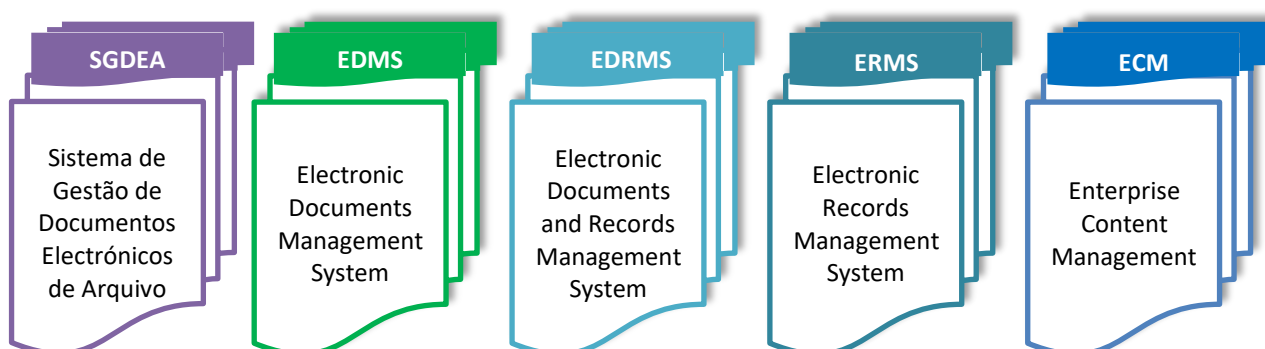 SGDEA
Sistema de
Gestão de
Documentos
Electrónicos
de Arquivo
EDMS
Electronic
Documents
Management
System
EDRMS
Electronic
Documents
and Records
Management
System
ERMS
Electronic
Records
Management
System
ECM
Enterprise
Content
Management